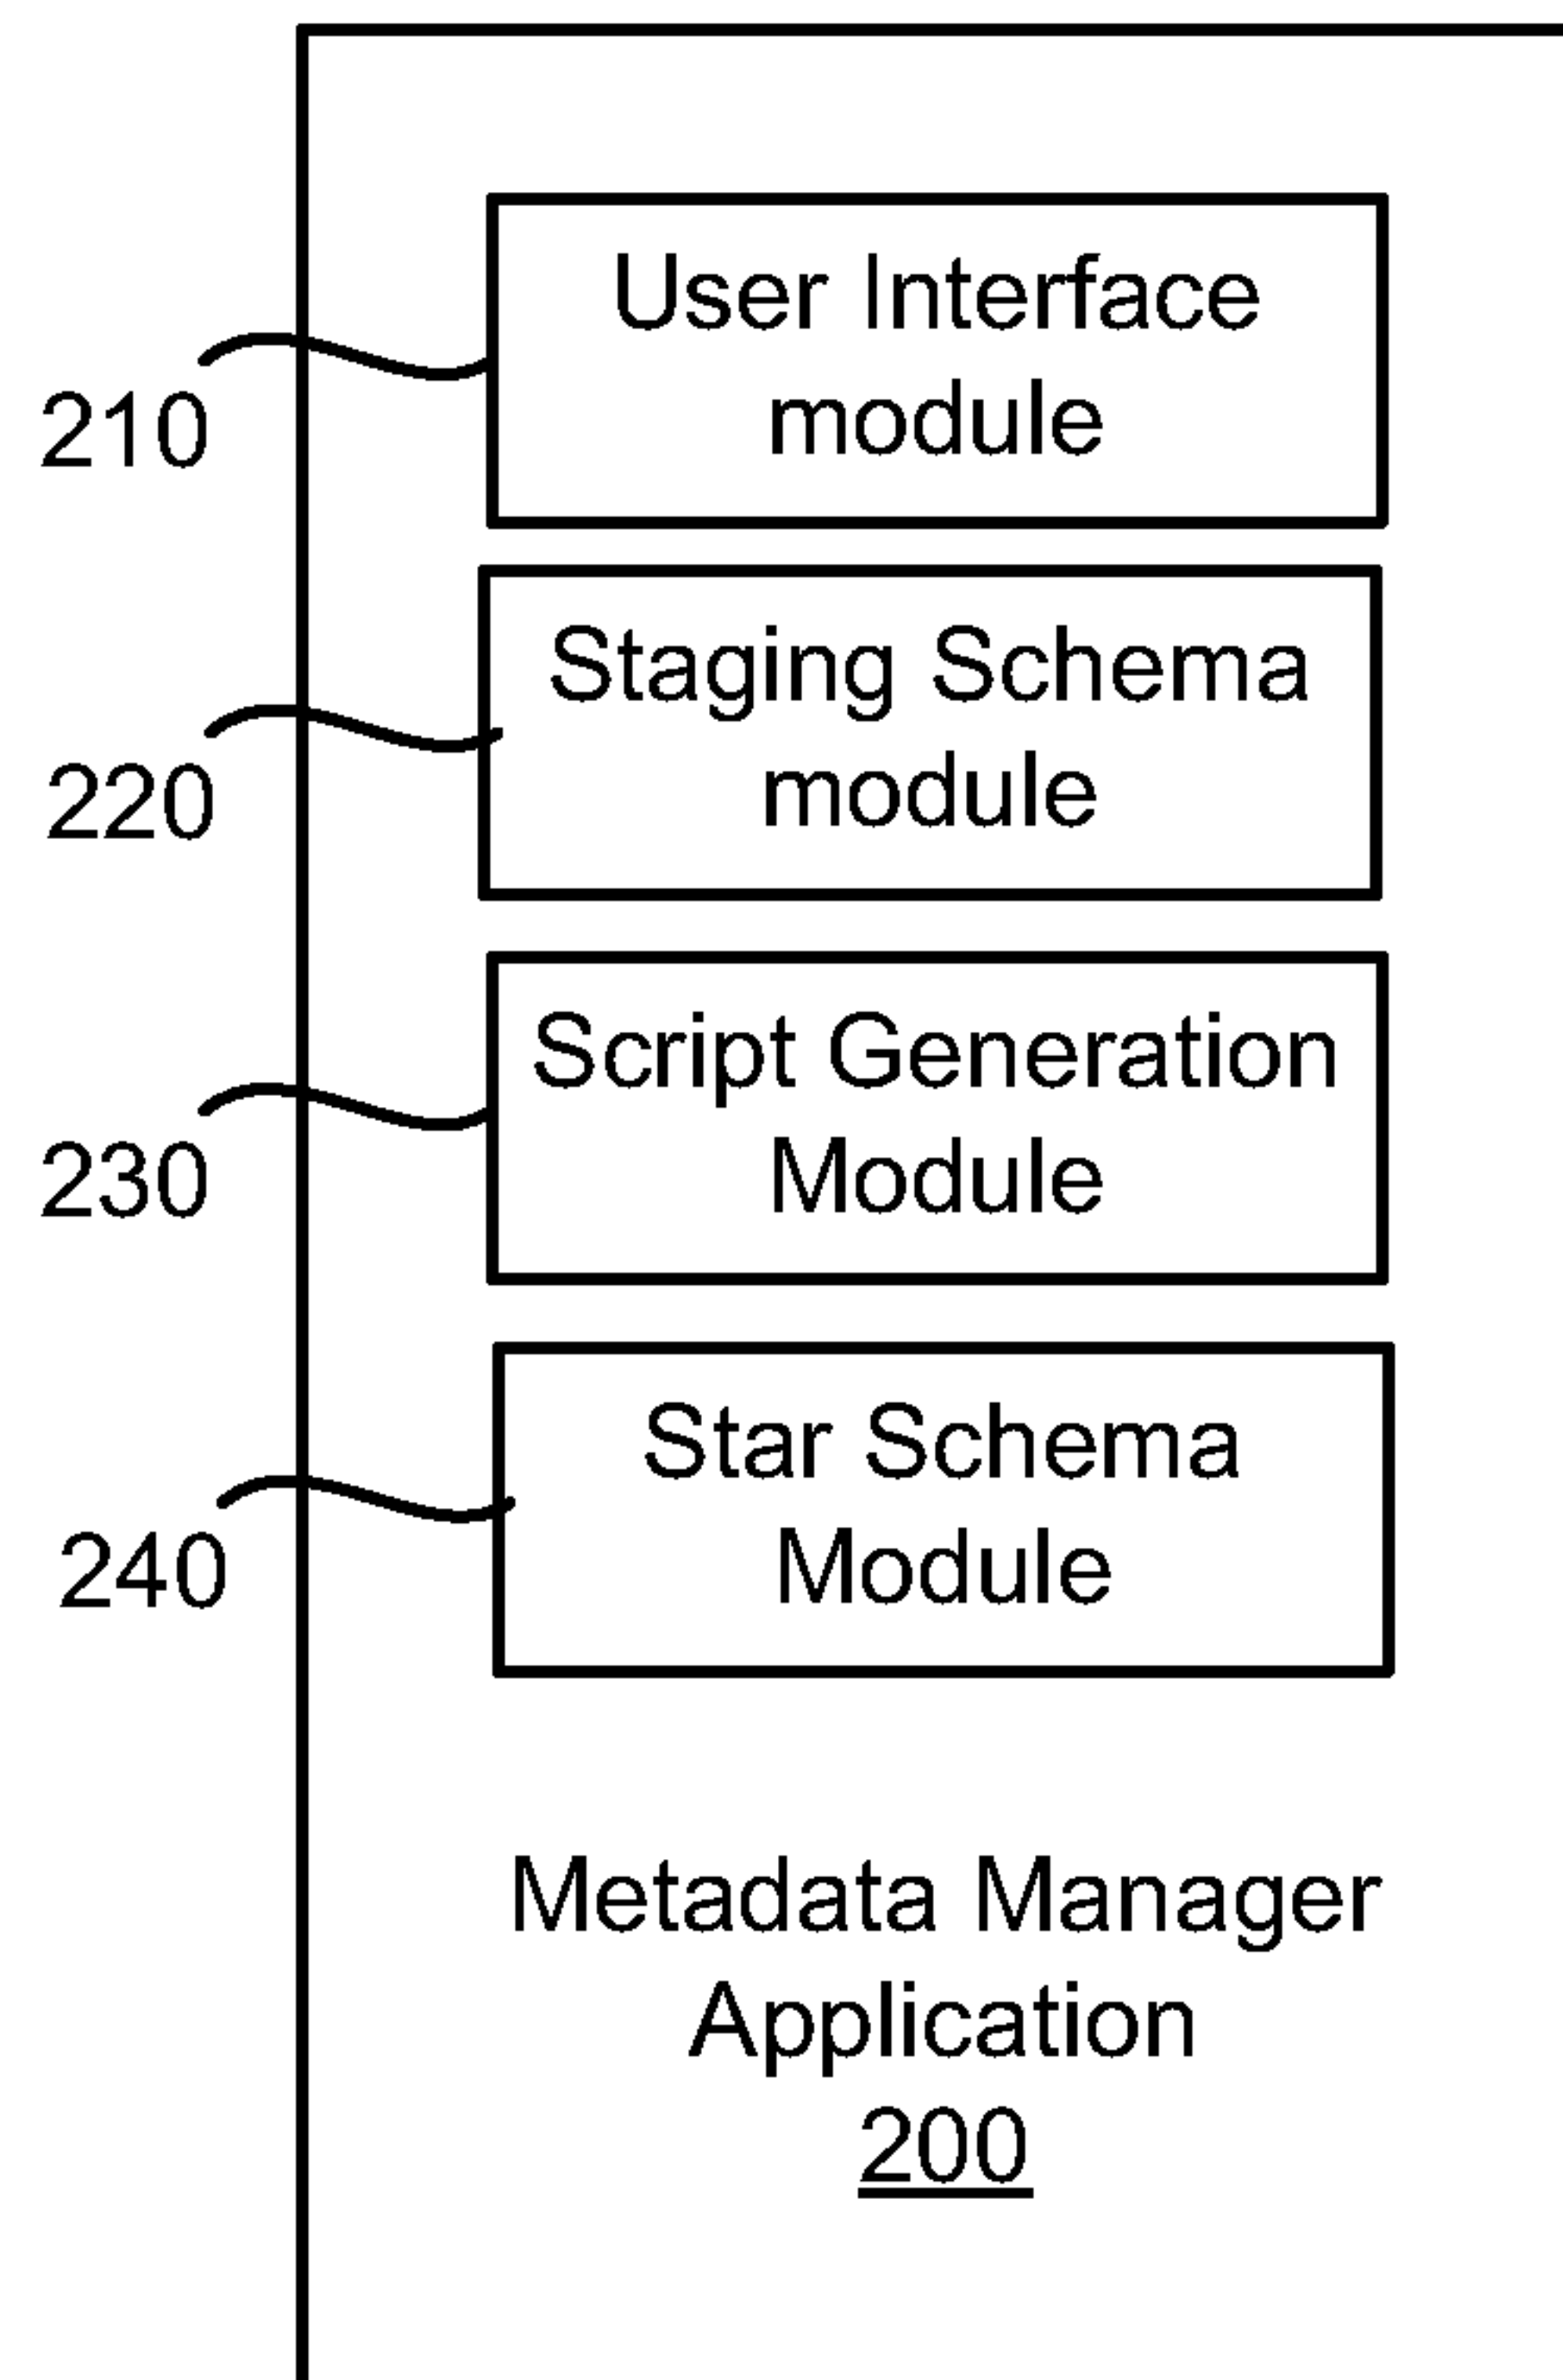 User Interface
module
210
Staging Schema
module
220
Script Generation
Module
230
Star Schema
Module
240
Metadata Manager
Application
200